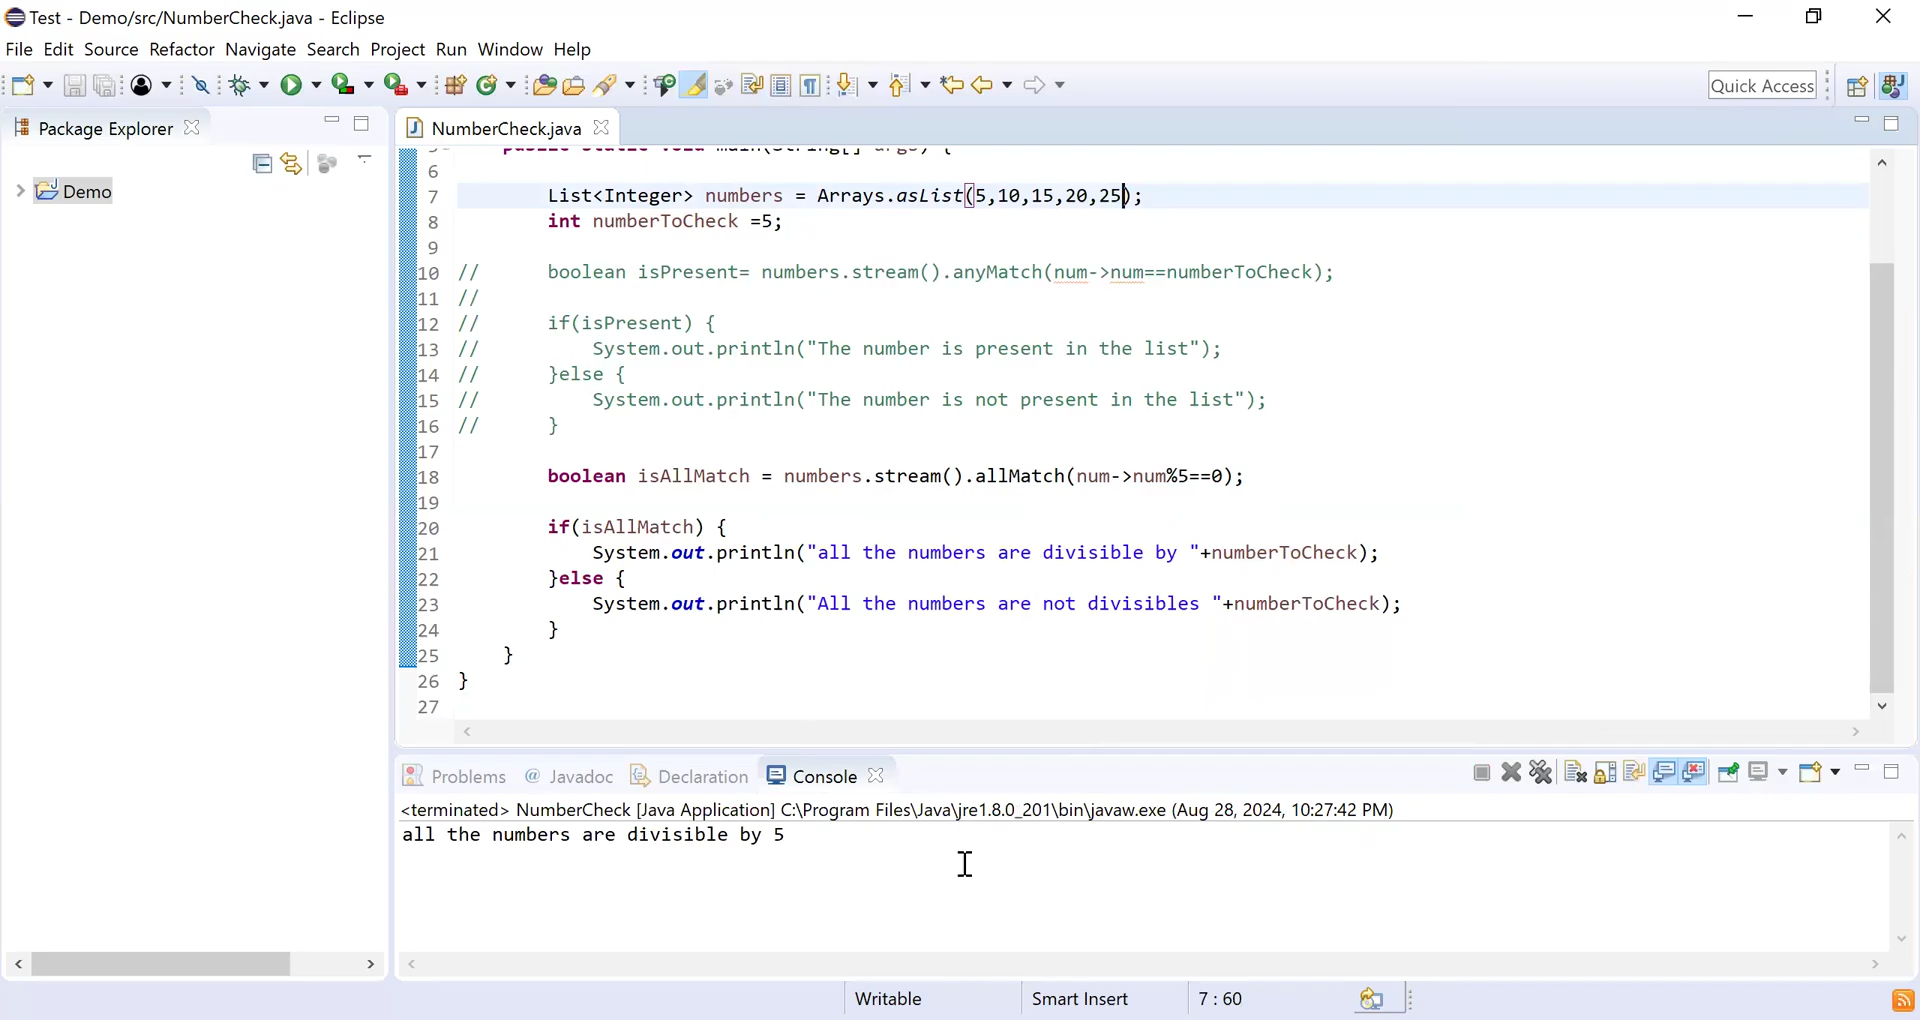 Test - Demo/src/NumberCheck.java - Eclipse
File Edit Source Refactor Navigate Search Project Run Window Help
Quick Access
Package Explorer
Demo
NumberCheck.java
public static void main(String[] args) {
6
7 List<Integer> numbers = Arrays.asList(5,10,15,20,25);
8 int numberToCheck =5;
9
10 // boolean isPresent= numbers.stream().anyMatch(num->num==numberToCheck);
11 //
12 // if(isPresent) {
13 // System.out.println("The number is present in the list");
14 // }else {
15 // System.out.println("The number is not present in the list");
16 // }
17
18 boolean isAllMatch = numbers.stream().allMatch(num->num%5==0);
19
20 if(isAllMatch) {
21 System.out.println("all the numbers are divisible by "+numberToCheck);
22 }else {
23 System.out.println("All the numbers are not divisibles "+numberToCheck);
24 }
25 }
26 }
27
Problems @ Javadoc Declaration Console
<terminated> NumberCheck [Java Application] C:\Program Files\Java\jre1.8.0_201\bin\javaw.exe (Aug 28, 2024, 10:27:42 PM)
all the numbers are divisible by 5
Writable Smart Insert 7 : 60